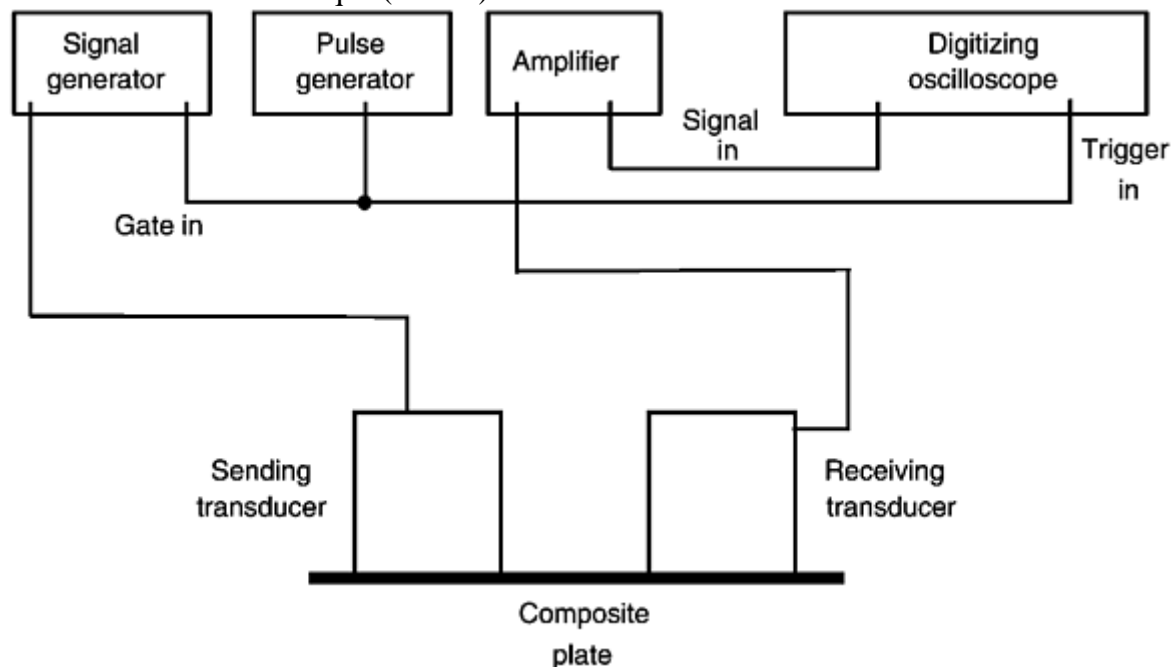 Signal
generator
Pulse
generator
Amplifier
Digitizing
oscilloscope
Signal
in
Trigger
in
Gate in
Sending
transducer
Receiving
transducer
Composite
plate